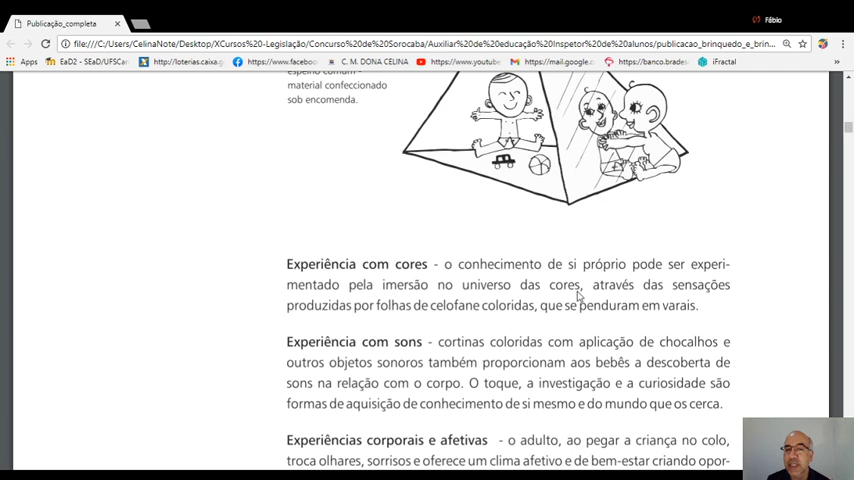 Publicação_completa
Fábio
file:///C:/Users/CelinaNote/Desktop/XCursos%20-Legislação/Concurso%20de%20Sorocaba/Auxiliar%20de%20educação%20Inspetor%20de%20alunos/publicacao_brinquedo_e_brin...
Apps EaD2 - SEaD/UFSCar http://loterias.caixa.g https://www.faceboo C. M. DONA CELINA https://www.youtube https://mail.google.c https://banco.brades iFractal
espelho comum -
material confeccionado
sob encomenda.
Experiência com cores - o conhecimento de si próprio pode ser experi-
mentado pela imersão no universo das cores, através das sensações
produzidas por folhas de celofane coloridas, que se penduram em varais.
Experiência com sons - cortinas coloridas com aplicação de chocalhos e
outros objetos sonoros também proporcionam aos bebês a descoberta de
sons na relação com o corpo. O toque, a investigação e a curiosidade são
formas de aquisição de conhecimento de si mesmo e do mundo que os cerca.
Experiências corporais e afetivas - o adulto, ao pegar a criança no colo,
troca olhares, sorrisos e oferece um clima afetivo e de bem-estar criando opor-